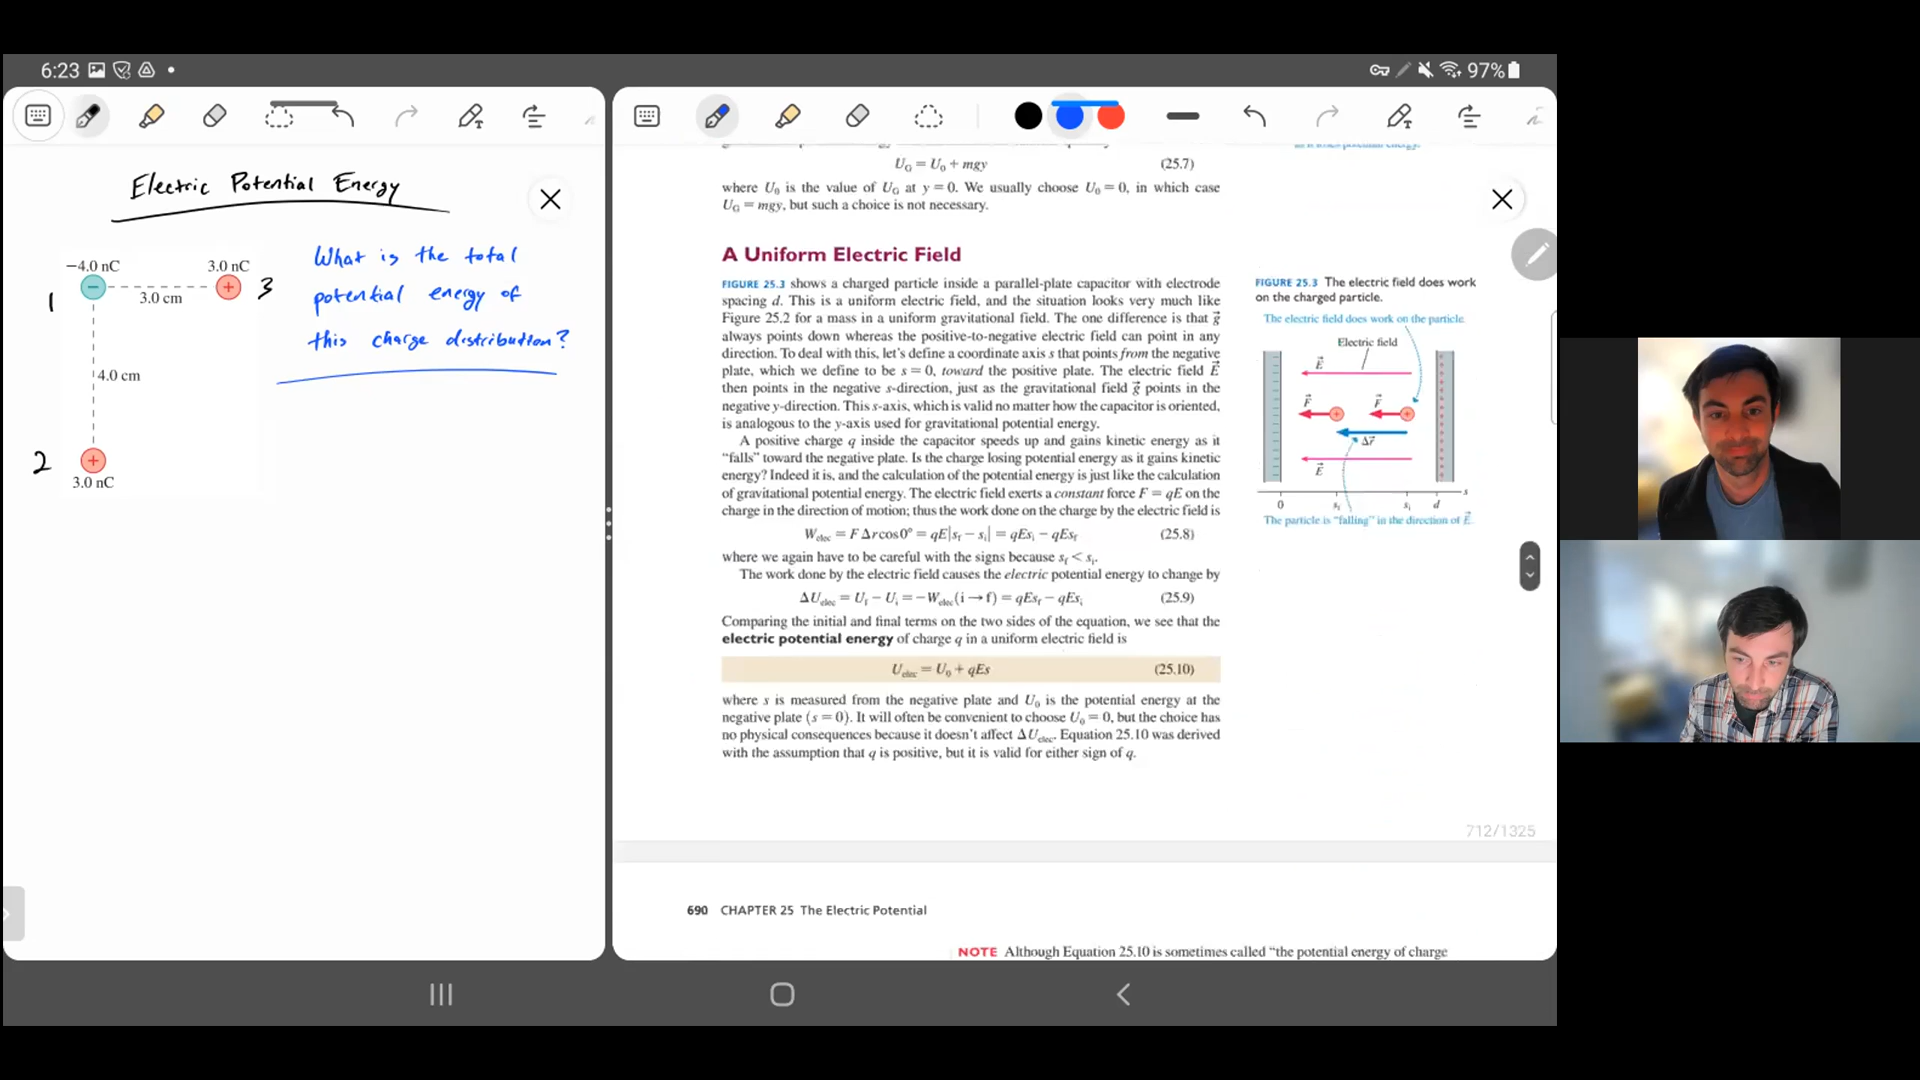 6:23
97%
Electric Potential Energy
−4.0 nC
3.0 nC
1
3
3.0 cm
What is the total
potential energy of
this charge distribution?
4.0 cm
2
3.0 nC
U_G = U_0 + mgy (25.7)
where U_0 is the value of U_G at y = 0. We usually choose U_0 = 0, in which case
U_G = mgy, but such a choice is not necessary.
A Uniform Electric Field
FIGURE 25.3 shows a charged particle inside a parallel-plate capacitor with electrode
spacing d. This is a uniform electric field, and the situation looks very much like
Figure 25.2 for a mass in a uniform gravitational field. The one difference is that g⃗
always points down whereas the positive-to-negative electric field can point in any
direction. To deal with this, let's define a coordinate axis s that points from the negative
plate, which we define to be s = 0, toward the positive plate. The electric field E⃗
then points in the negative s-direction, just as the gravitational field g⃗ points in the
negative y-direction. This s-axis, which is valid no matter how the capacitor is oriented,
is analogous to the y-axis used for gravitational potential energy.
A positive charge q inside the capacitor speeds up and gains kinetic energy as it
“falls” toward the negative plate. Is the charge losing potential energy as it gains kinetic
energy? Indeed it is, and the calculation of the potential energy is just like the calculation
of gravitational potential energy. The electric field exerts a constant force F = qE on the
charge in the direction of motion; thus the work done on the charge by the electric field is
W_elec = F Δr cos 0° = qE|s_f − s_i| = qEs_i − qEs_f (25.8)
where we again have to be careful with the signs because s_f < s_i.
The work done by the electric field causes the electric potential energy to change by
ΔU_elec = U_f − U_i = −W_elec(i → f) = qEs_f − qEs_i (25.9)
Comparing the initial and final terms on the two sides of the equation, we see that the
electric potential energy of charge q in a uniform electric field is
U_elec = U_0 + qEs (25.10)
where s is measured from the negative plate and U_0 is the potential energy at the
negative plate (s = 0). It will often be convenient to choose U_0 = 0, but the choice has
no physical consequences because it doesn't affect ΔU_elec. Equation 25.10 was derived
with the assumption that q is positive, but it is valid for either sign of q.
FIGURE 25.3 The electric field does work
on the charged particle.
The electric field does work on the particle.
Electric field
E⃗
F⃗ F⃗
Δr⃗
E⃗
0 s_f s_i d s
The particle is “falling” in the direction of E⃗.
712/1325
690 CHAPTER 25 The Electric Potential
NOTE Although Equation 25.10 is sometimes called “the potential energy of charge